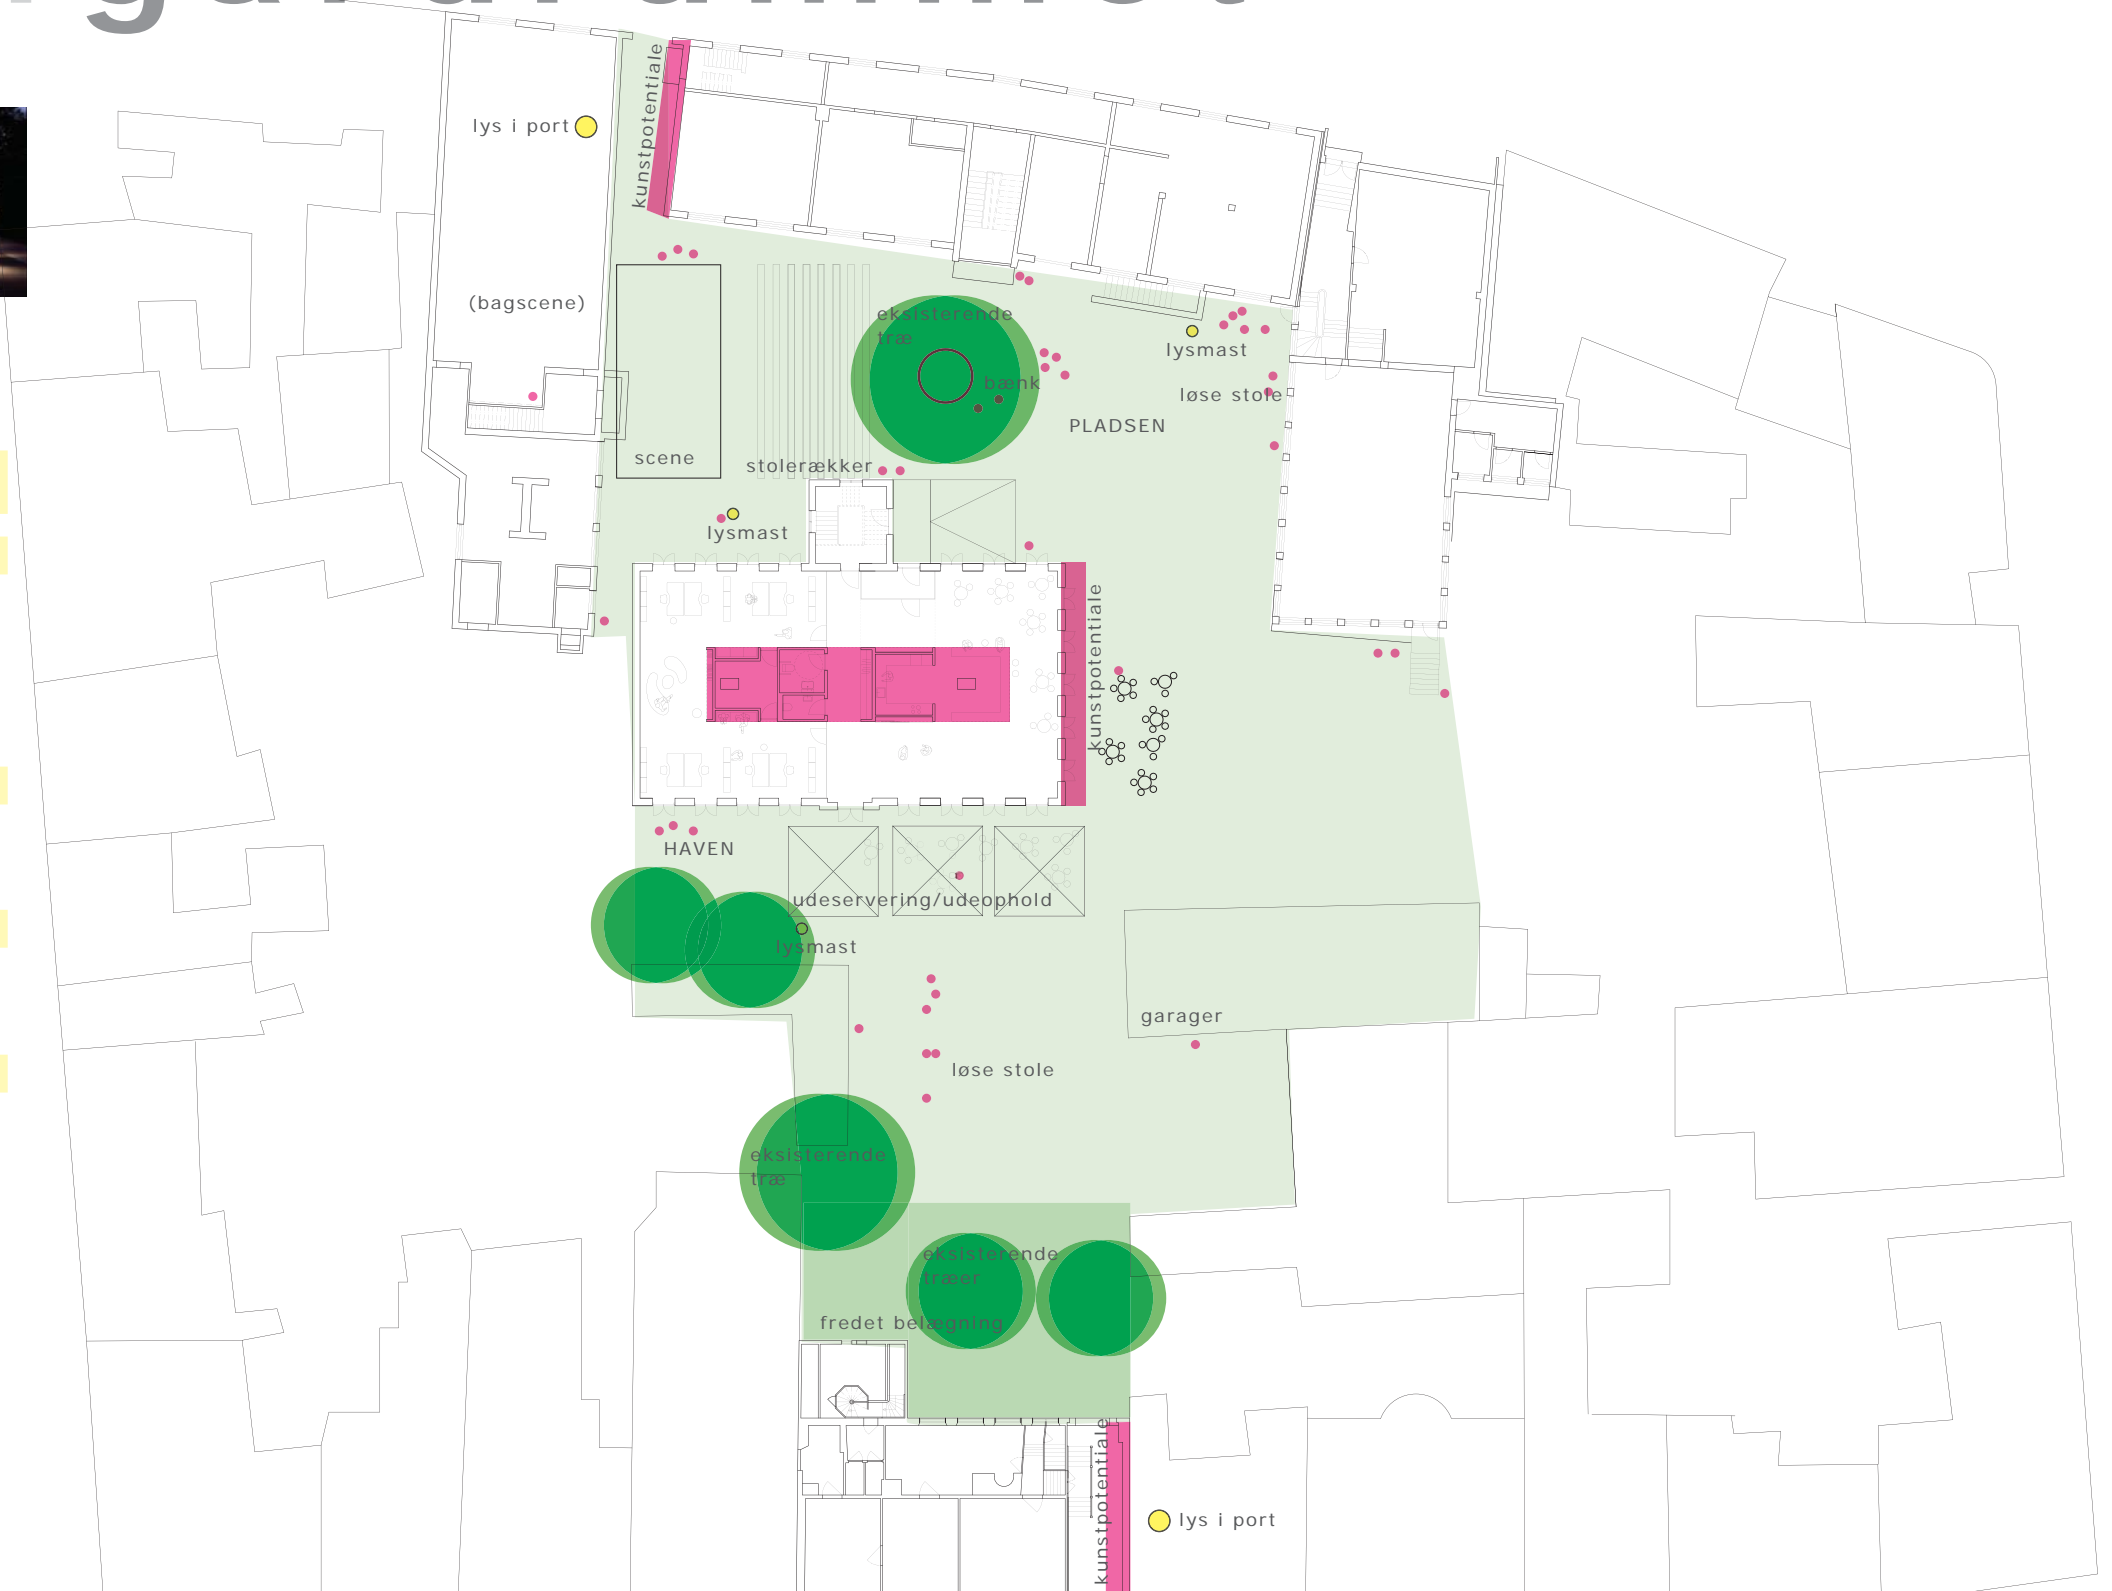 kunstpotentiale
lys i port
(bagscene)
eksisterende
træ
lysmast
bænk
løse stole
PLADSEN
scene
stolerækker
lysmast
kunstpotentiale
HAVEN
udeservering/udeophold
lysmast
garager
løse stole
eksisterende
træ
eksisterende
træer
fredet belægning
kunstpotentiale
lys i port